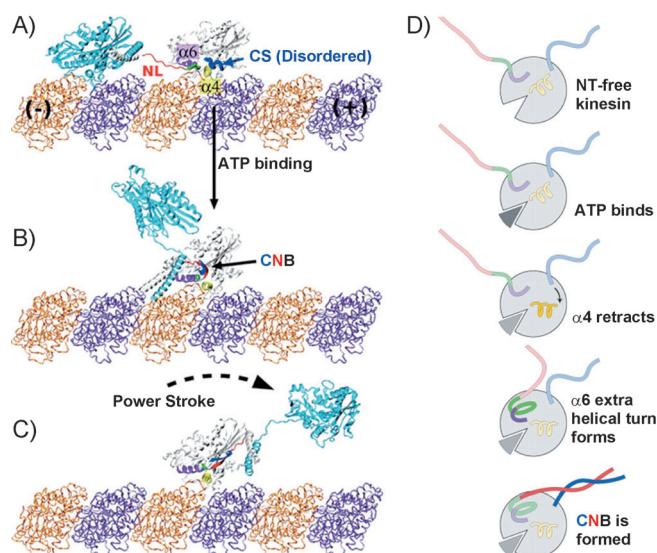 A)
α6
CS (Disordered)
NL
α4
(-)
(+)
ATP binding
B)
CNB
Power Stroke
C)
D)
NT-free
kinesin
ATP binds
α4 retracts
α6 extra
helical turn
forms
CNB is
formed